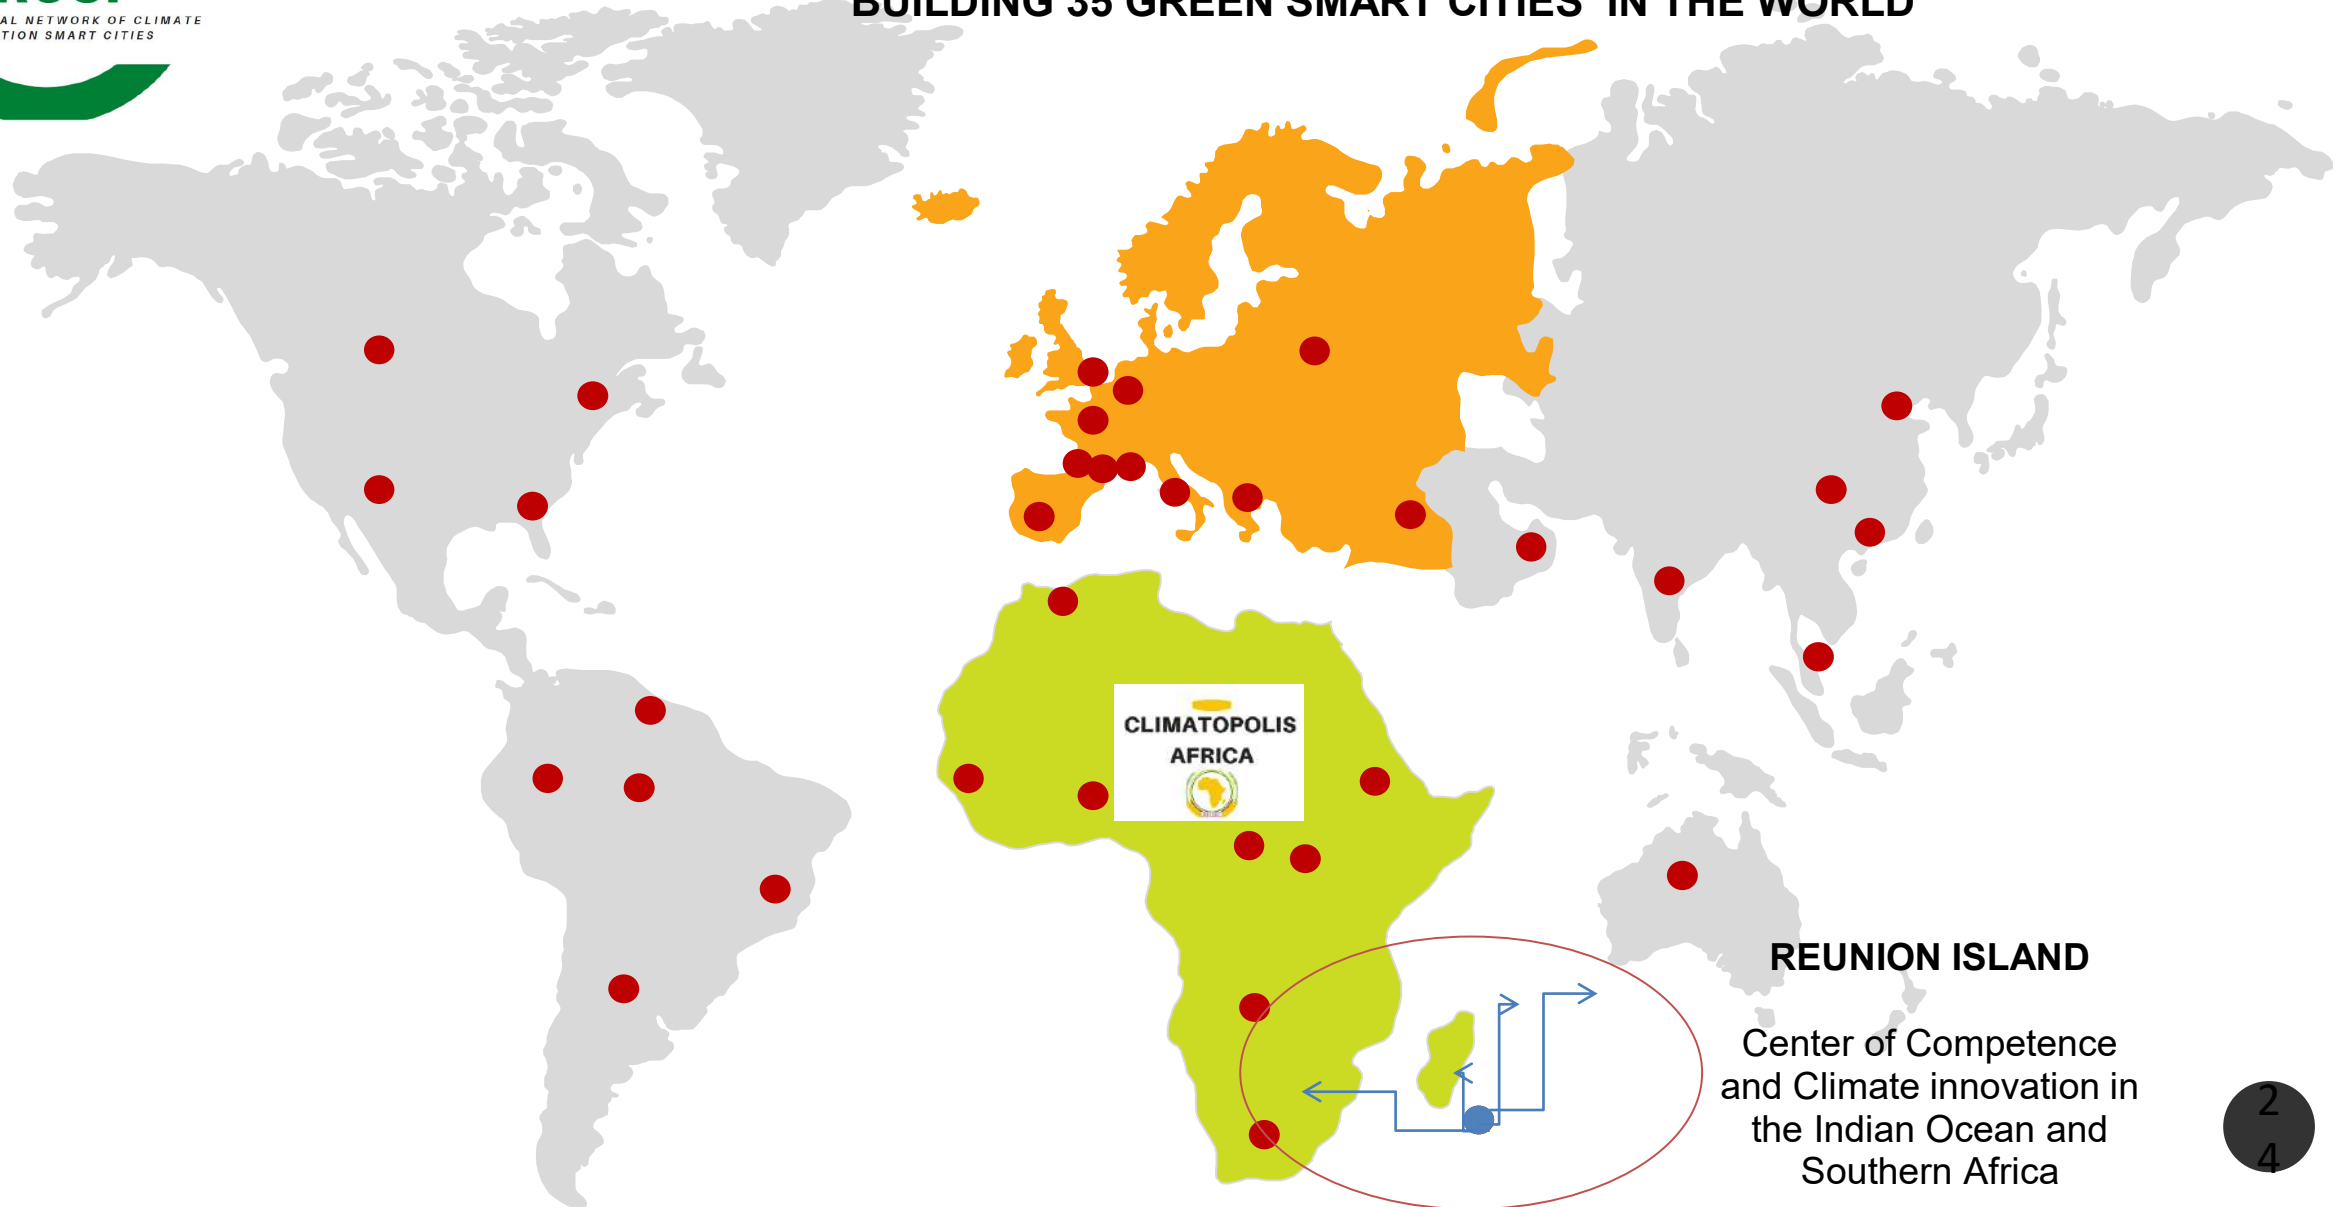 AL NETWORK OF CLIMATE
TION SMART CITIES
BUILDING 35 GREEN SMART CITIES IN THE WORLD
CLIMATOPOLIS
AFRICA
REUNION ISLAND
Center of Competence
and Climate innovation in
the Indian Ocean and
Southern Africa
2
4